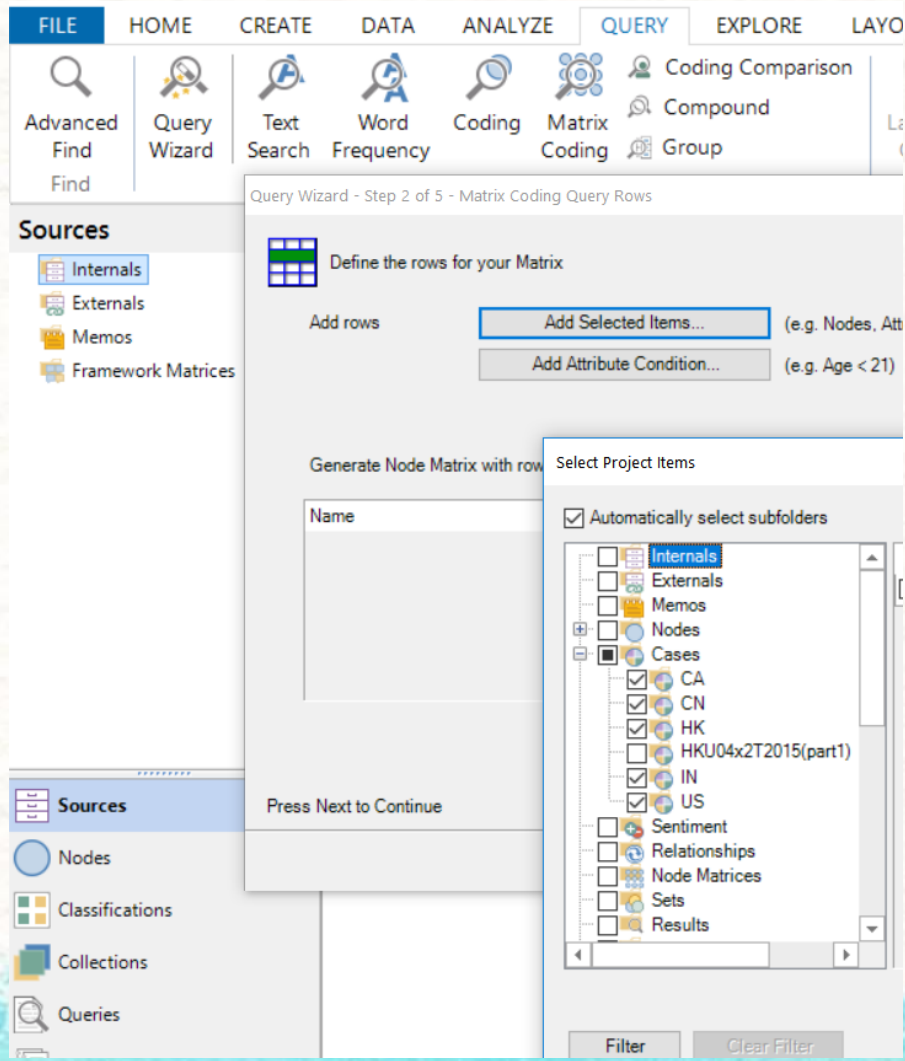 FILE HOME CREATE DATA ANALYZE QUERY EXPLORE LAYO
Advanced Find
Query Wizard
Text Search
Word Frequency
Coding
Matrix Coding
Coding Comparison
Compound
Group
Find
Sources
Internals
Externals
Memos
Framework Matrices
Query Wizard - Step 2 of 5 - Matrix Coding Query Rows
Define the rows for your Matrix
Add rows
Add Selected Items... (e.g. Nodes, Att
Add Attribute Condition... (e.g. Age < 21)
Generate Node Matrix with row
Name
Press Next to Continue
Select Project Items
Automatically select subfolders
Internals
Externals
Memos
Nodes
Cases
CA
CN
HK
HKU04x2T2015(part1)
IN
US
Sentiment
Relationships
Node Matrices
Sets
Results
Filter
Clear Filter
Sources
Nodes
Classifications
Collections
Queries